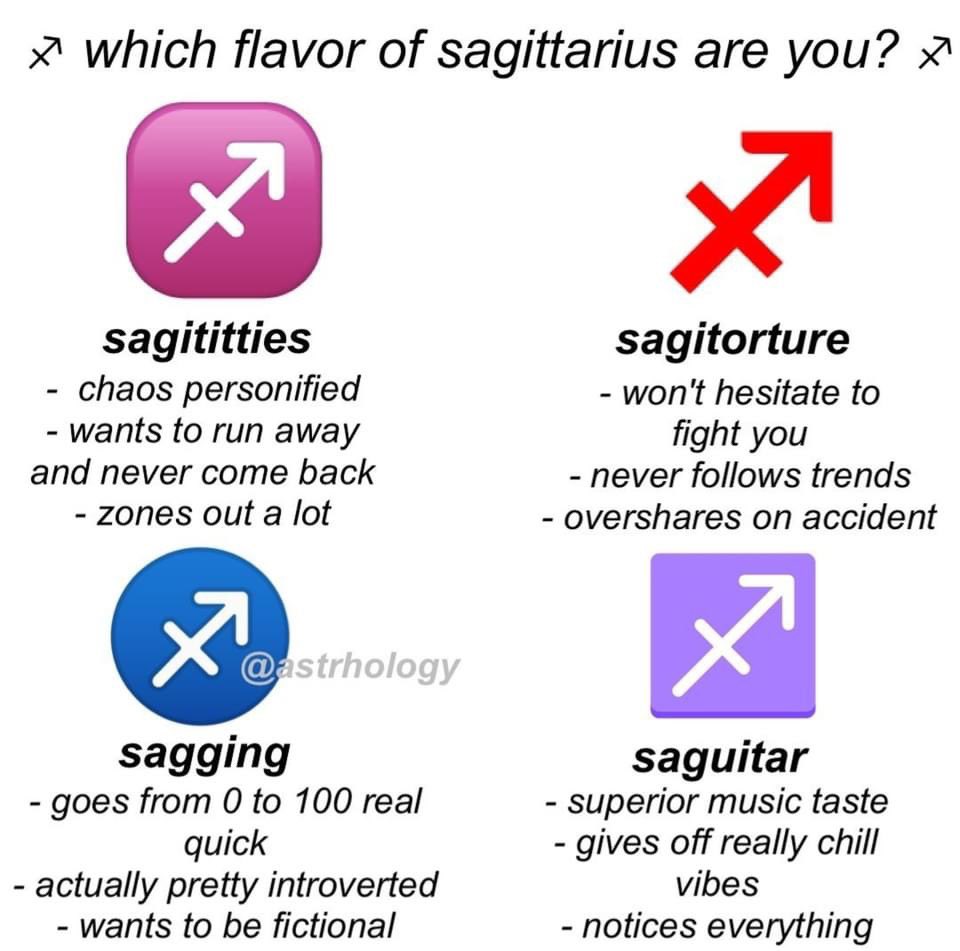 ♐︎ which flavor of sagittarius are you? ♐︎
sagititties
- chaos personified
- wants to run away
and never come back
- zones out a lot
sagitorture
- won't hesitate to
fight you
- never follows trends
- overshares on accident
@astrhology
sagging
- goes from 0 to 100 real
quick
- actually pretty introverted
- wants to be fictional
saguitar
- superior music taste
- gives off really chill
vibes
- notices everything